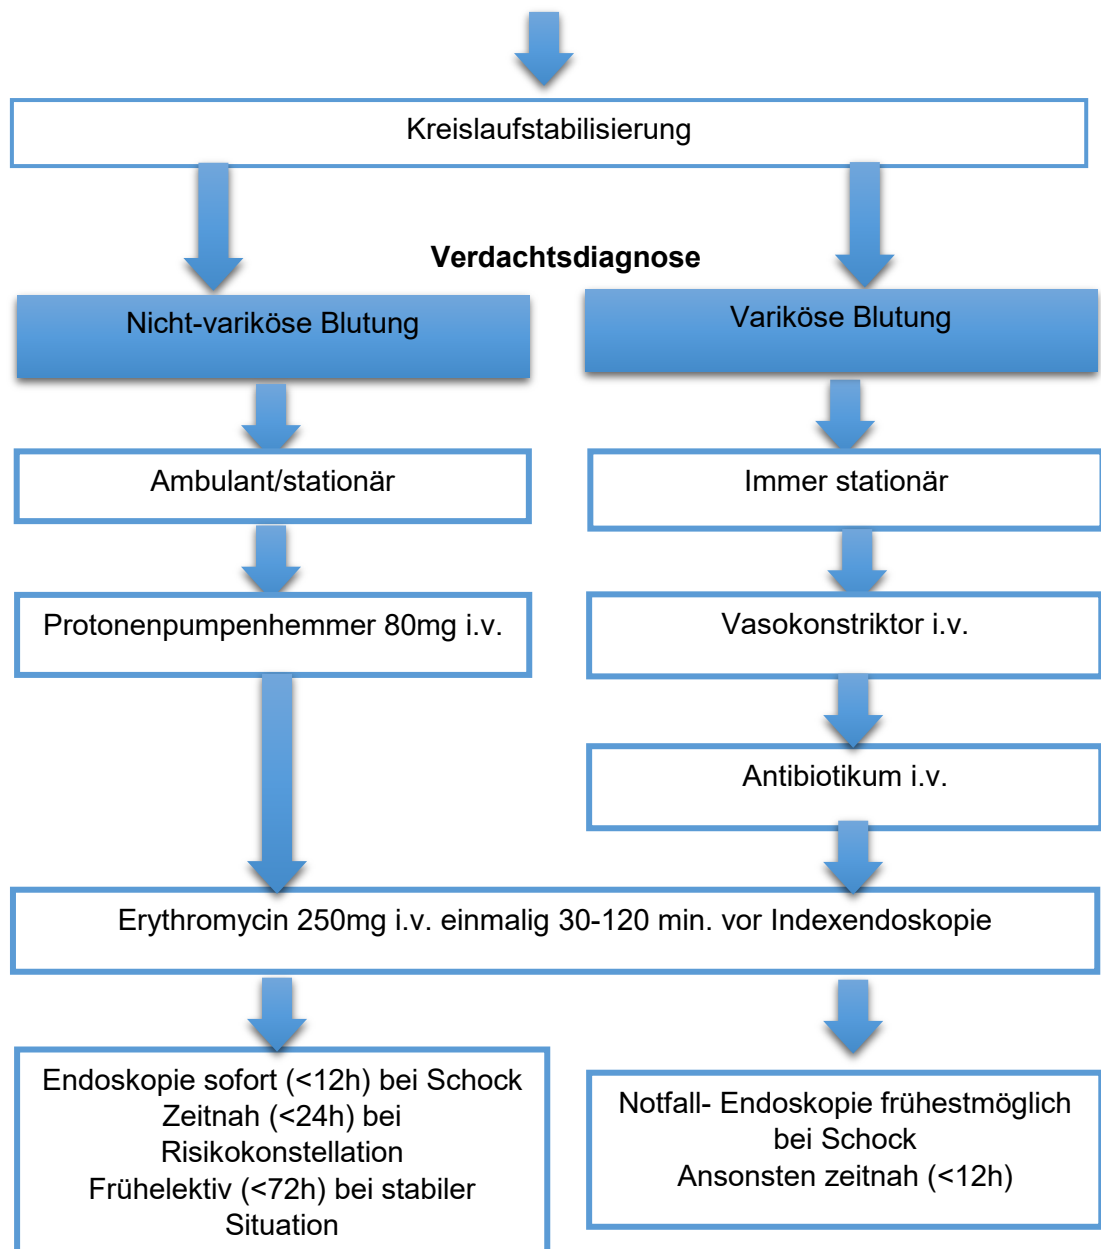 Kreislaufstabilisierung
Verdachtsdiagnose
Nicht-variköse Blutung
Variköse Blutung
Ambulant/stationär
Immer stationär
Protonenpumpenhemmer 80mg i.v.
Vasokonstriktor i.v.
Antibiotikum i.v.
Erythromycin 250mg i.v. einmalig 30-120 min. vor Indexendoskopie
Endoskopie sofort (<12h) bei Schock
Zeitnah (<24h) bei
Risikokonstellation
Frühelektiv (<72h) bei stabiler
Situation
Notfall- Endoskopie frühestmöglich
bei Schock
Ansonsten zeitnah (<12h)